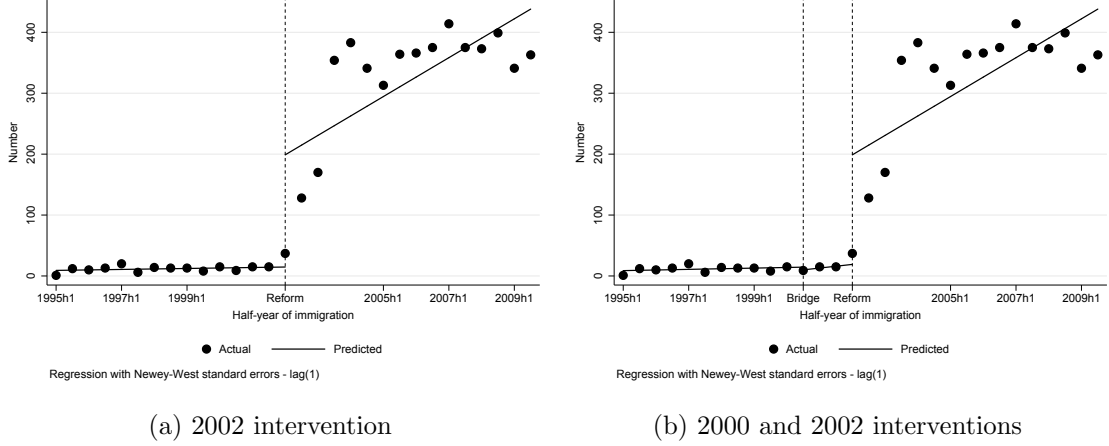 400
300
200
100
0
Number
1995h1 1997h1 1999h1 Reform 2005h1 2007h1 2009h1
Half-year of immigration
Actual Predicted
Regression with Newey-West standard errors - lag(1)
(a) 2002 intervention
400
300
200
100
0
Number
1995h1 1997h1 1999h1 Bridge Reform 2005h1 2007h1 2009h1
Half-year of immigration
Actual Predicted
Regression with Newey-West standard errors - lag(1)
(b) 2000 and 2002 interventions